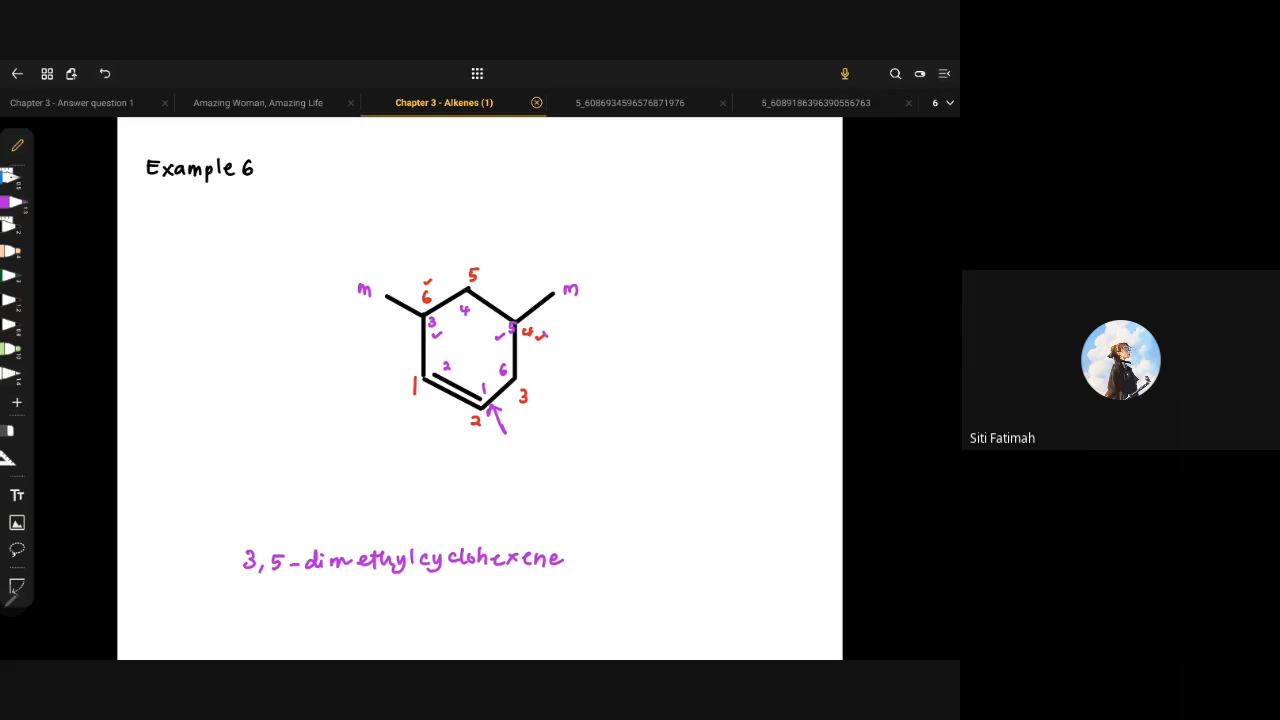 Chapter 3 - Answer question 1
Amazing Woman, Amazing Life
Chapter 3 - Alkenes (1)
5_6086934596576871976
5_6089186396390556763
6
Example 6
m
6
5
m
3
4
5
4
2
6
1
1
3
2
3,5-dimethylcyclohexene
Tт
Siti Fatimah